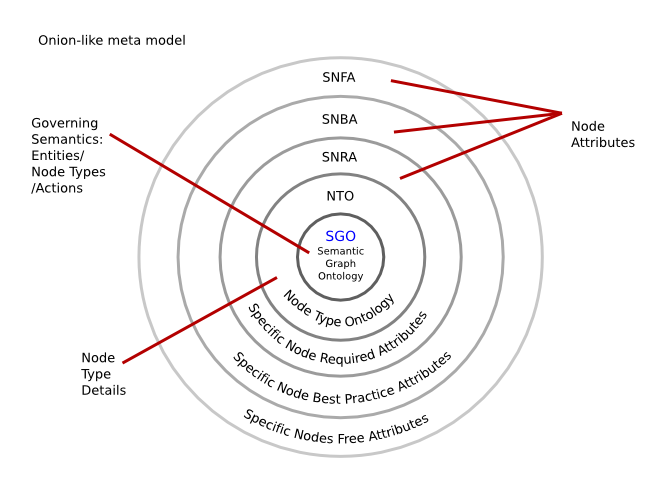 Onion-like meta model
SNFA
SNBA
SNRA
NTO
SGO
Semantic
Graph
Ontology
Node Type Ontology
Specific Node Required Attributes
Specific Node Best Practice Attributes
Specific Nodes Free Attributes
Governing
Semantics:
Entities/
Node Types
/Actions
Node
Attributes
Node
Type
Details